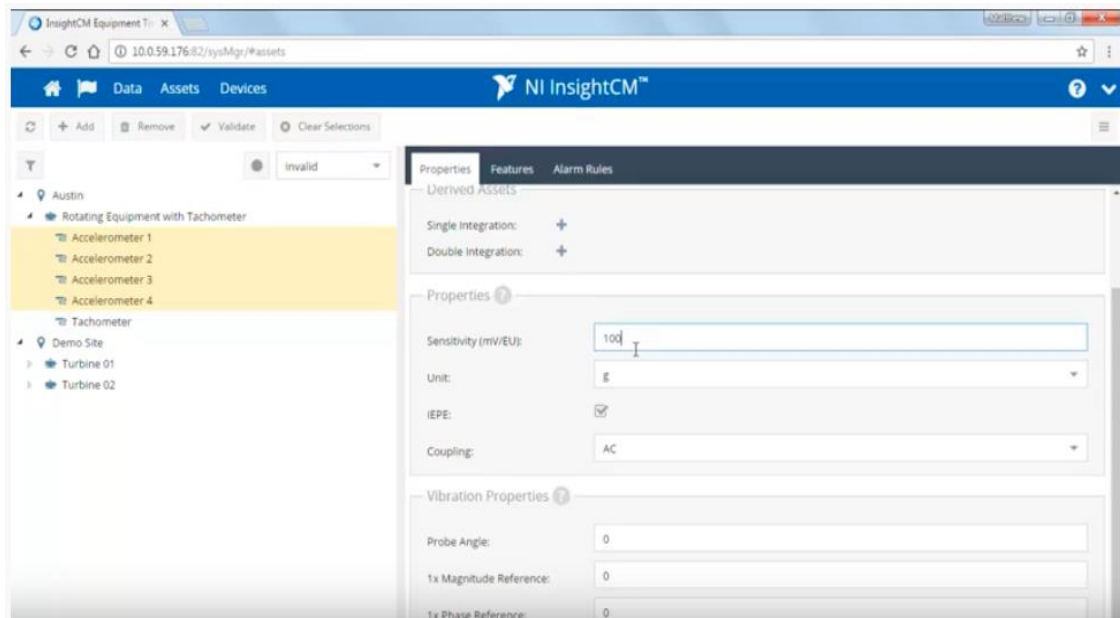 InsightCM Equipment Tr
Matthew
10.0.59.176:82/sysMgr/#assets
Data Assets Devices
NI InsightCM™
?
Add Remove Validate Clear Selections
invalid
Properties Features Alarm Rules
Austin
Rotating Equipment with Tachometer
Accelerometer 1
Accelerometer 2
Accelerometer 3
Accelerometer 4
Tachometer
Demo Site
Turbine 01
Turbine 02
Derived Assets
Single Integration:
Double Integration:
Properties ?
Sensitivity (mV/EU): 100
Unit: g
IEPE:
Coupling: AC
Vibration Properties ?
Probe Angle: 0
1x Magnitude Reference: 0
1x Phase Reference: 0